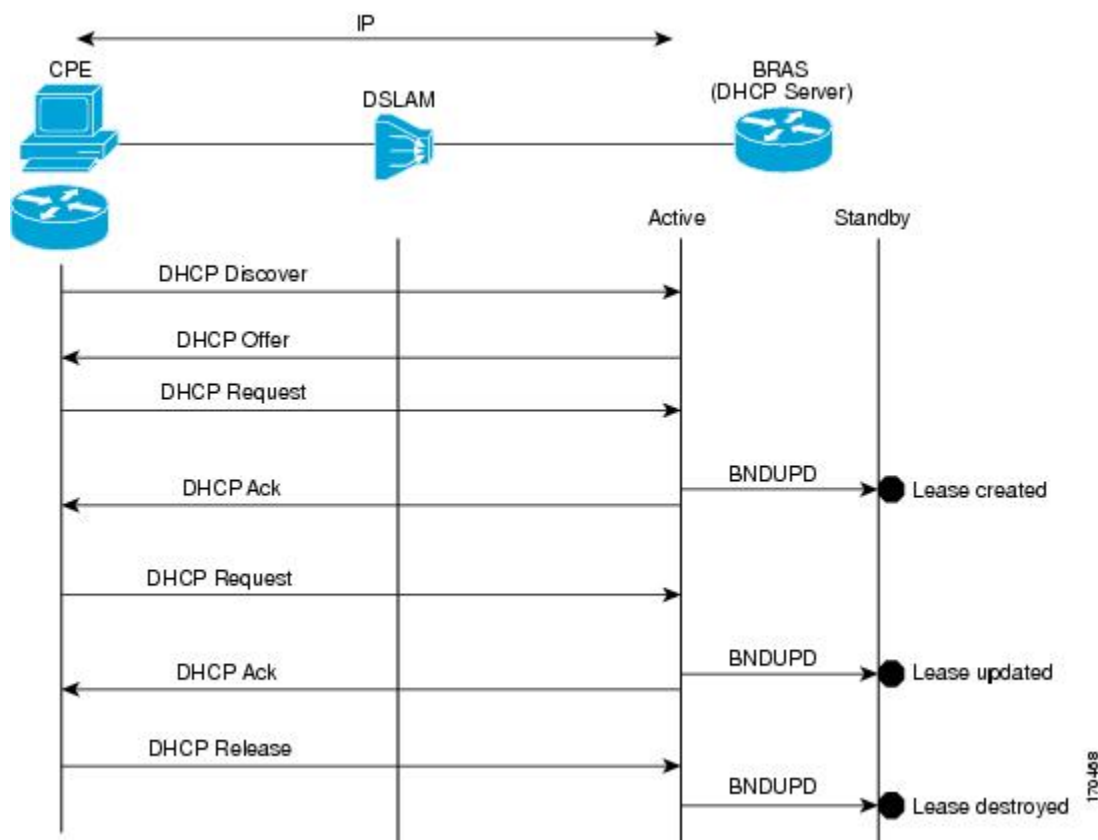 IP
CPE
DSLAM
BRAS
(DHCP Server)
Active
Standby
DHCP Discover
DHCP Offer
DHCP Request
DHCP Ack
BNDUPD
Lease created
DHCP Request
DHCP Ack
BNDUPD
Lease updated
DHCP Release
BNDUPD
Lease destroyed
170468